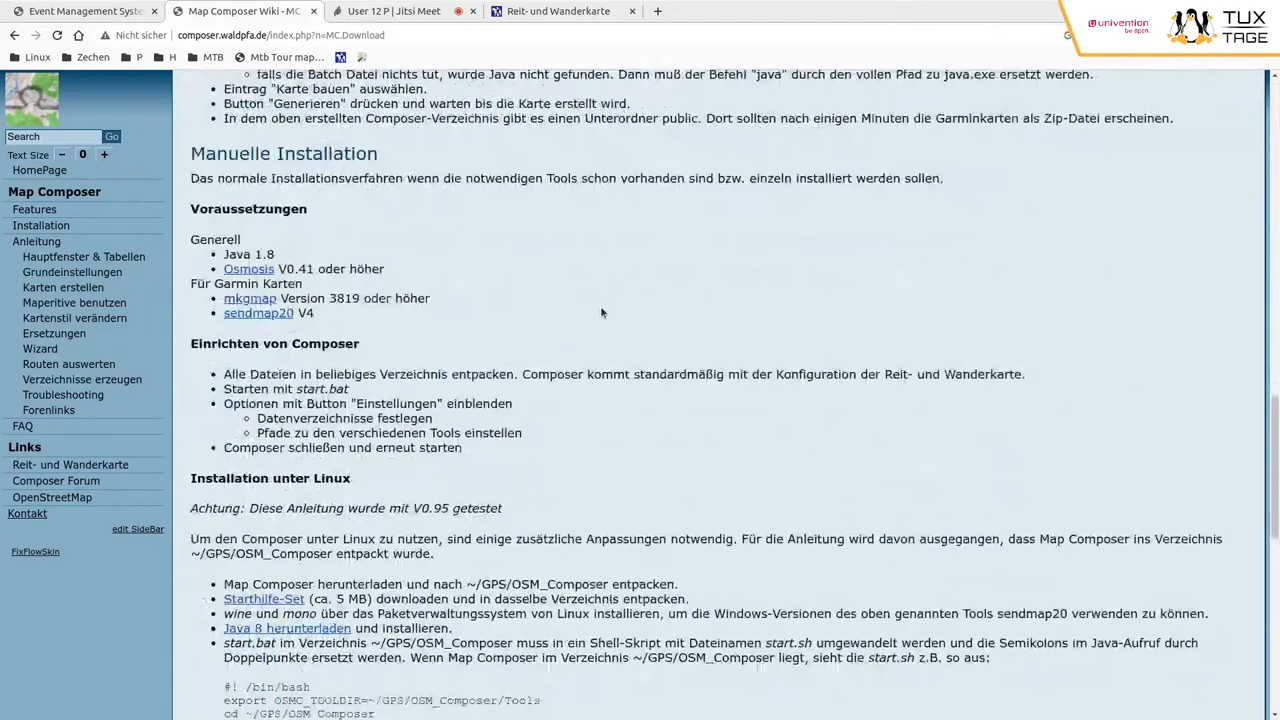 Event Management Syste
Map Composer Wiki - MC
User 12 P | Jitsi Meet
Reit- und Wanderkarte
Nicht sicher
composer.waldpfa.de/index.php?n=MC.Download
Linux
Zechen
P
H
MTB
Mtb Tour map...
univention
be open.
TUX
TAGE
Search
Go
Text Size
–
0
+
HomePage
Map Composer
Features
Installation
Anleitung
Hauptfenster & Tabellen
Grundeinstellungen
Karten erstellen
Maperitive benutzen
Kartenstil verändern
Ersetzungen
Wizard
Routen auswerten
Verzeichnisse erzeugen
Troubleshooting
Forenlinks
FAQ
Links
Reit- und Wanderkarte
Composer Forum
OpenStreetMap
Kontakt
edit SideBar
FixFlowSkin
falls die Batch Datei nichts tut, wurde Java nicht gefunden. Dann muß der Befehl "java" durch den vollen Pfad zu java.exe ersetzt werden.
Eintrag "Karte bauen" auswählen.
Button "Generieren" drücken und warten bis die Karte erstellt wird.
In dem oben erstellten Composer-Verzeichnis gibt es einen Unterordner public. Dort sollten nach einigen Minuten die Garminkarten als Zip-Datei erscheinen.
Manuelle Installation
Das normale Installationsverfahren wenn die notwendigen Tools schon vorhanden sind bzw. einzeln installiert werden sollen.
Voraussetzungen
Generell
Java 1.8
Osmosis V0.41 oder höher
Für Garmin Karten
mkgmap Version 3819 oder höher
sendmap20 V4
Einrichten von Composer
Alle Dateien in beliebiges Verzeichnis entpacken. Composer kommt standardmäßig mit der Konfiguration der Reit- und Wanderkarte.
Starten mit start.bat
Optionen mit Button "Einstellungen" einblenden
Datenverzeichnisse festlegen
Pfade zu den verschiedenen Tools einstellen
Composer schließen und erneut starten
Installation unter Linux
Achtung: Diese Anleitung wurde mit V0.95 getestet
Um den Composer unter Linux zu nutzen, sind einige zusätzliche Anpassungen notwendig. Für die Anleitung wird davon ausgegangen, dass Map Composer ins Verzeichnis
~/GPS/OSM_Composer entpackt wurde.
Map Composer herunterladen und nach ~/GPS/OSM_Composer entpacken.
Starthilfe-Set (ca. 5 MB) downloaden und in dasselbe Verzeichnis entpacken.
wine und mono über das Paketverwaltungssystem von Linux installieren, um die Windows-Versionen des oben genannten Tools sendmap20 verwenden zu können.
Java 8 herunterladen und installieren.
start.bat im Verzeichnis ~/GPS/OSM_Composer muss in ein Shell-Skript mit Dateinamen start.sh umgewandelt werden und die Semikolons im Java-Aufruf durch
Doppelpunkte ersetzt werden. Wenn Map Composer im Verzeichnis ~/GPS/OSM_Composer liegt, sieht die start.sh z.B. so aus:
#! /bin/bash
export OSMC_TOOLDIR=~/GPS/OSM_Composer/Tools
cd ~/GPS/OSM_Composer